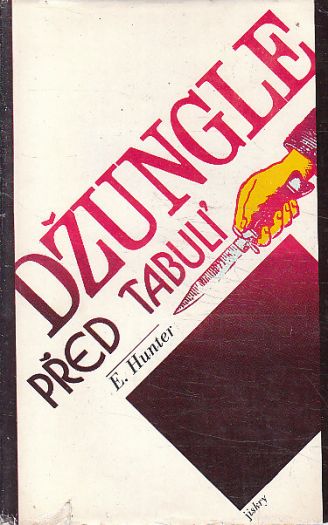 DŽUNGLE
PŘED TABULÍ
E. Hunter
jiskry